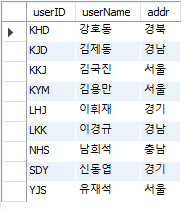 userID userName addr
KHD 강호동 경북
KJD 김제동 경남
KKJ 김국진 서울
KYM 김용만 서울
LHJ 이휘재 경기
LKK 이경규 경남
NHS 남희석 충남
SDY 신동엽 경기
YJS 유재석 서울